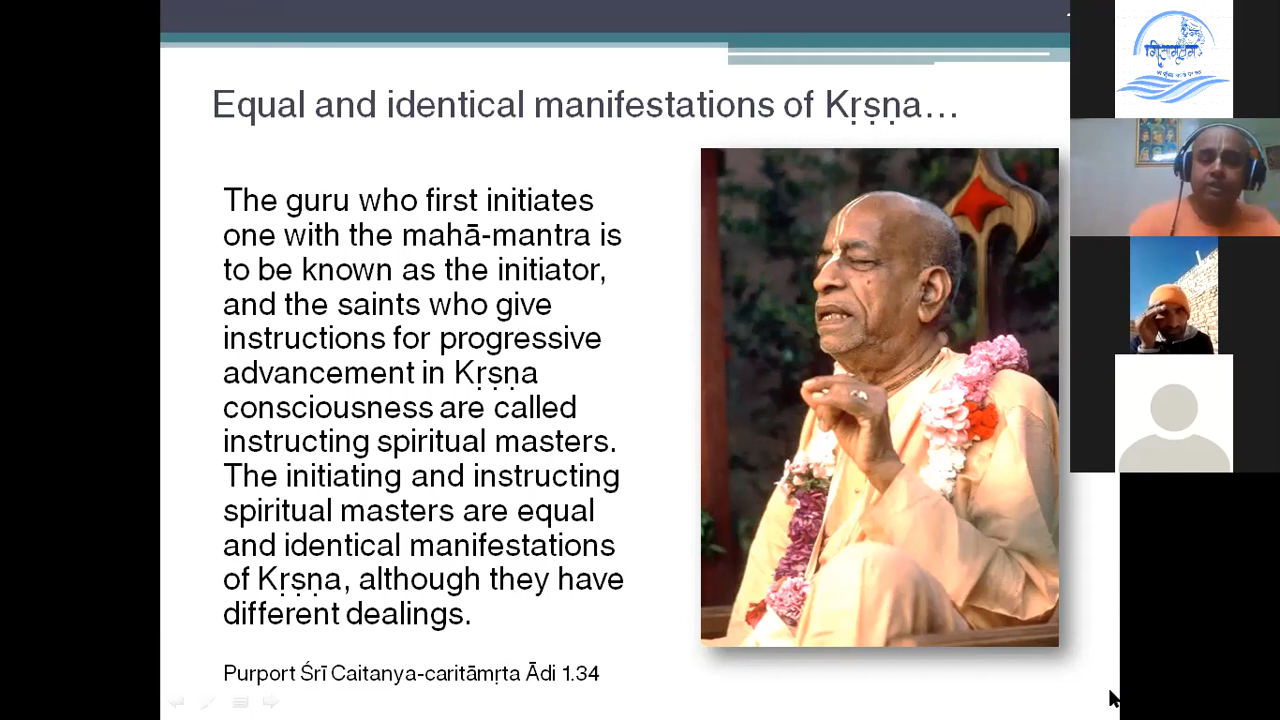 Equal and identical manifestations of Kṛṣṇa…
The guru who first initiates
one with the mahā-mantra is
to be known as the initiator,
and the saints who give
instructions for progressive
advancement in Kṛṣṇa
consciousness are called
instructing spiritual masters.
The initiating and instructing
spiritual masters are equal
and identical manifestations
of Kṛṣṇa, although they have
different dealings.
Purport Śrī Caitanya-caritāmṛta Ādi 1.34